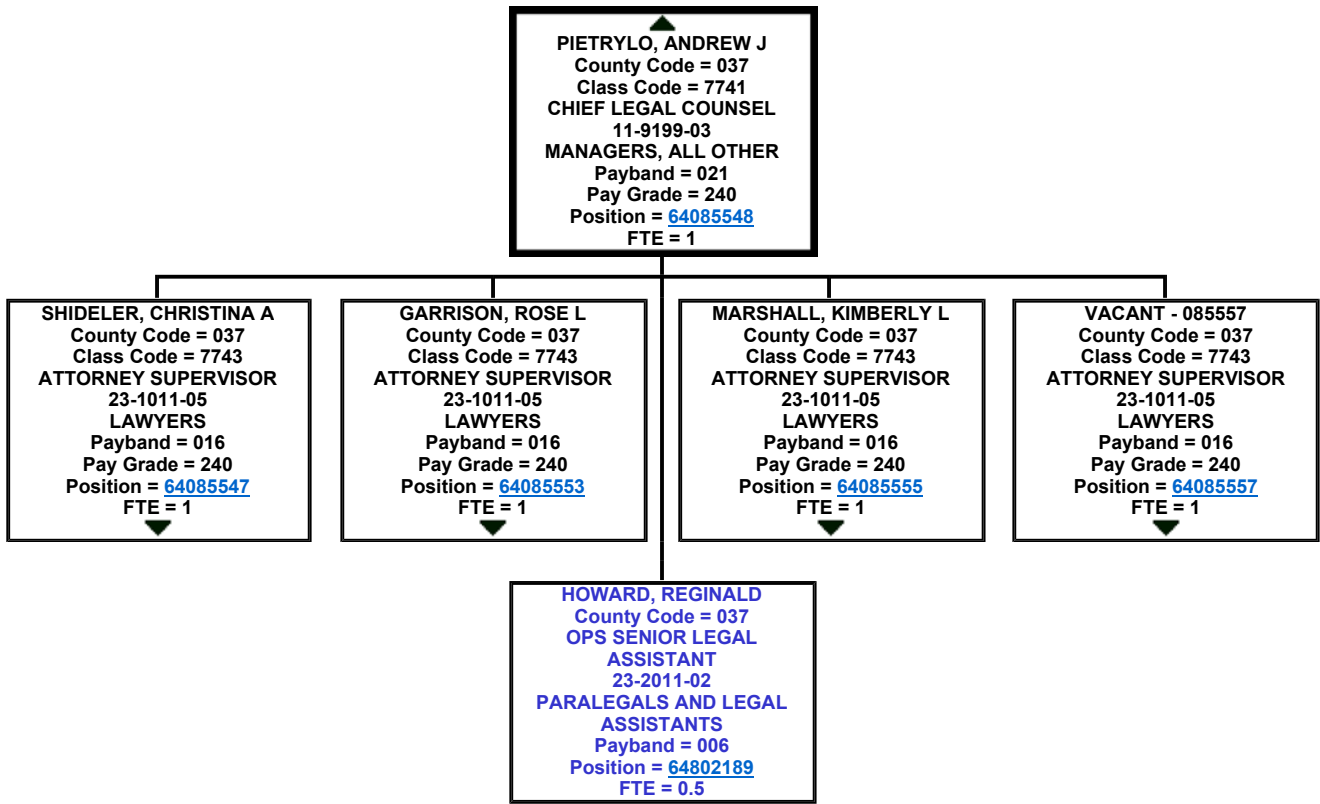 PIETRYLO, ANDREW J
County Code = 037
Class Code = 7741
CHIEF LEGAL COUNSEL
11-9199-03
MANAGERS, ALL OTHER
Payband = 021
Pay Grade = 240
Position = 64085548
FTE = 1
SHIDELER, CHRISTINA A
County Code = 037
Class Code = 7743
ATTORNEY SUPERVISOR
23-1011-05
LAWYERS
Payband = 016
Pay Grade = 240
Position = 64085547
FTE = 1
GARRISON, ROSE L
County Code = 037
Class Code = 7743
ATTORNEY SUPERVISOR
23-1011-05
LAWYERS
Payband = 016
Pay Grade = 240
Position = 64085553
FTE = 1
MARSHALL, KIMBERLY L
County Code = 037
Class Code = 7743
ATTORNEY SUPERVISOR
23-1011-05
LAWYERS
Payband = 016
Pay Grade = 240
Position = 64085555
FTE = 1
VACANT - 085557
County Code = 037
Class Code = 7743
ATTORNEY SUPERVISOR
23-1011-05
LAWYERS
Payband = 016
Pay Grade = 240
Position = 64085557
FTE = 1
HOWARD, REGINALD
County Code = 037
OPS SENIOR LEGAL
ASSISTANT
23-2011-02
PARALEGALS AND LEGAL
ASSISTANTS
Payband = 006
Position = 64802189
FTE = 0.5